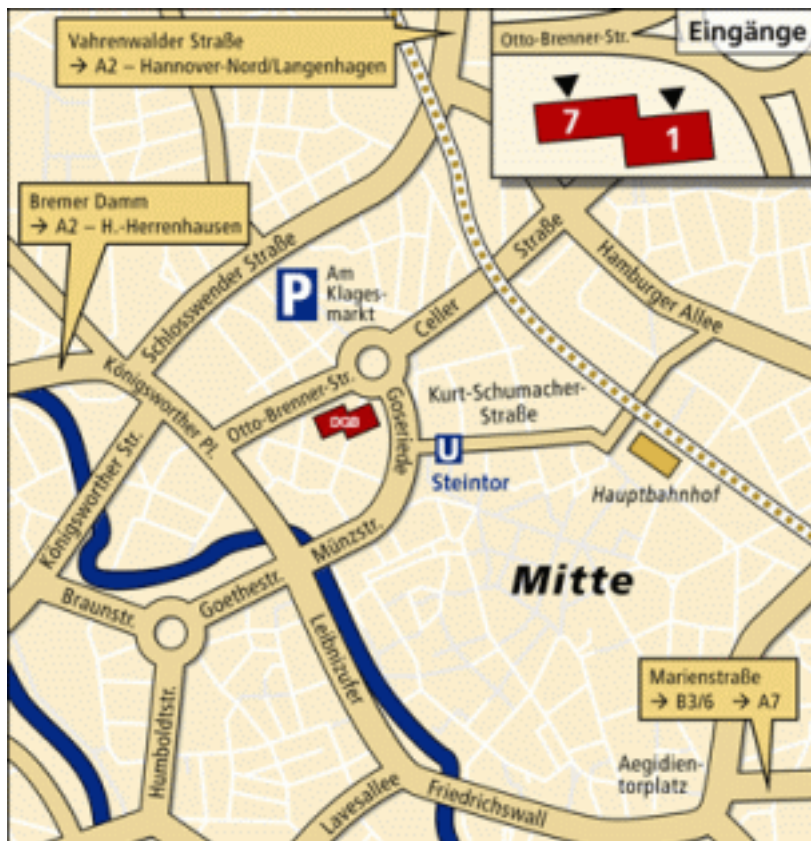 Vahrenwalder Straße
→ A2 – Hannover-Nord/Langenhagen
Otto-Brenner-Str.
Eingänge
7
1
Bremer Damm
→ A2 – H.-Herrenhausen
Schlosswender Straße
P
Am
Klages-
markt
Celler
Straße
Hamburger Allee
Königsworther Pl.
Otto-Brenner-Str.
DGB
Goseriede
Kurt-Schumacher-
Straße
U
Steintor
Hauptbahnhof
Königsworther Str.
Münzstr.
Goethestr.
Braunstr.
Mitte
Leibnizufer
Humboldtstr.
Marienstraße
→ B3/6 → A7
Aegidien-
torplatz
Lavesallee
Friedrichswall